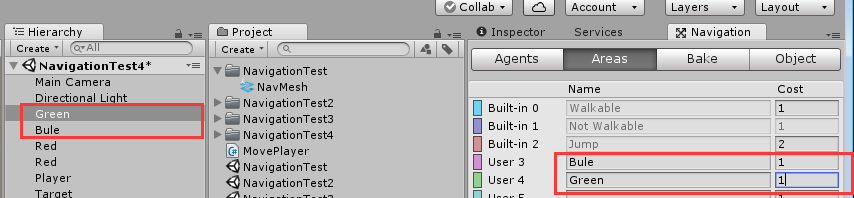 Collab Account Layers Layout
Hierarchy
Create All
NavigationTest4*
Main Camera
Directional Light
Green
Bule
Red
Red
Player
Target
Project
Create
NavigationTest
NavMesh
NavigationTest2
NavigationTest3
NavigationTest4
MovePlayer
NavigationTest
NavigationTest2
NavigationTest3
Inspector Services Navigation
Agents Areas Bake Object
Name Cost
Built-in 0 Walkable 1
Built-in 1 Not Walkable 1
Built-in 2 Jump 2
User 3 Bule 1
User 4 Green 1
User 5